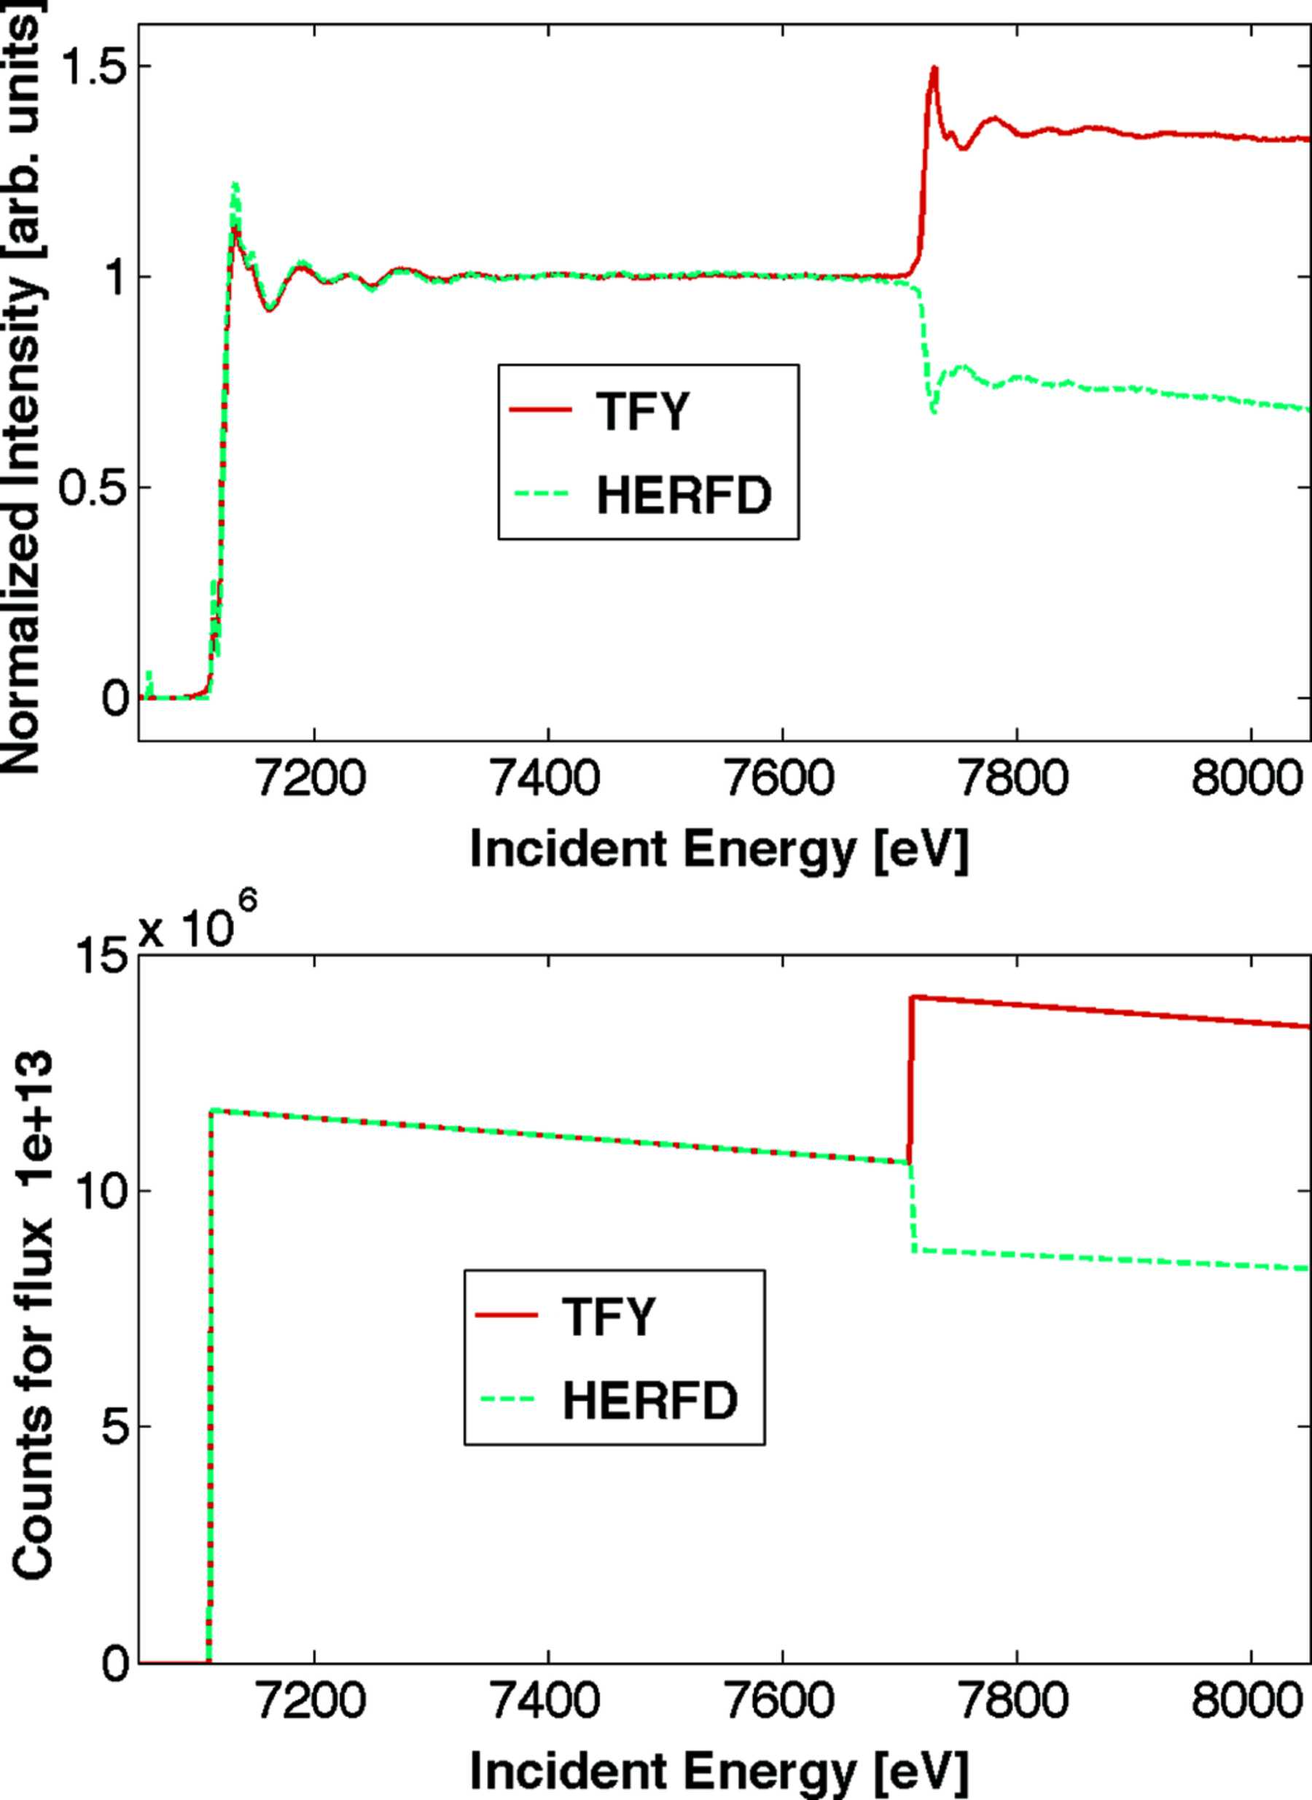 Normalized Intensity [arb. units]
1.5
1
0.5
0
TFY
HERFD
7200 7400 7600 7800 8000
Incident Energy [eV]
x 10^6
Counts for flux 1e+13
15
10
5
0
TFY
HERFD
7200 7400 7600 7800 8000
Incident Energy [eV]